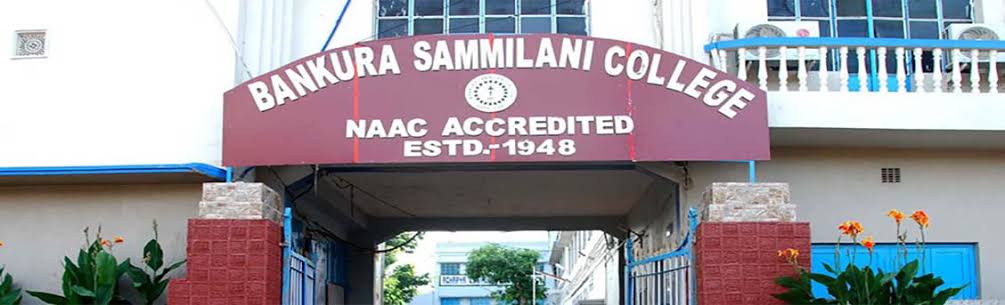 BANKURA SAMMILANI COLLEGE
NAAC ACCREDITED
ESTD.-1948